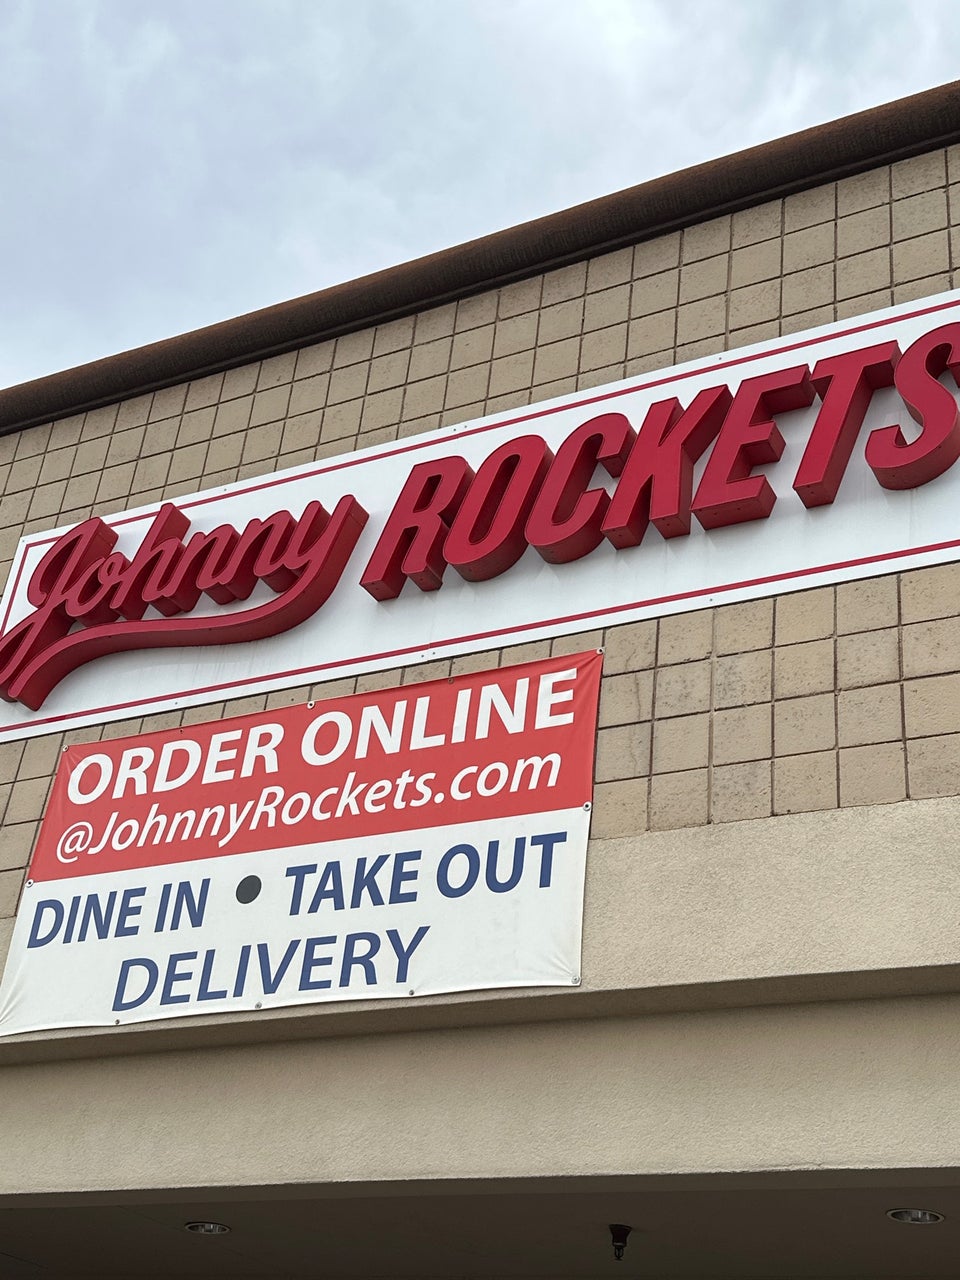 Johnny ROCKETS
ORDER ONLINE
@JohnnyRockets.com
DINE IN • TAKE OUT
DELIVERY